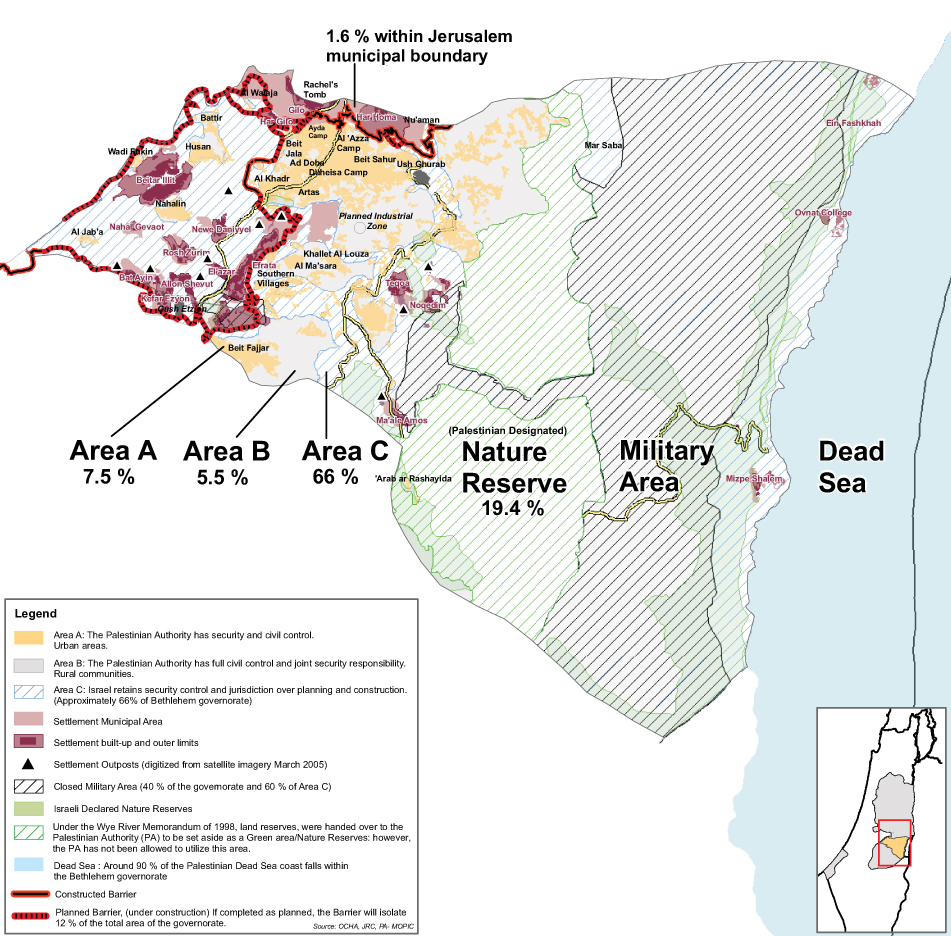 1.6 % within Jerusalem
municipal boundary
Rachel's
Tomb
Al Walaja
Gilo
Har Gilo
Har Homa
Nu'aman
Battir
Ayda
Camp
Al 'Azza
Camp
Beit
Jala
Wadi Rahal
Husan
Beit Sahur
Ush Ghurab
Ad Doha
Dheisa Camp
Mar Saba
Ein Fashkhah
Beitar Illit
Al Khadr
Artas
Nahalin
Ovnat College
Planned Industrial
Zone
Al Jab'a
Nahal Gevaot
Newe Daniyyel
Rosh Zurim
Khallet Al Louza
Al Ma'sara
Efrata
Southern
Villages
Bat Ayin
Allon Shevut
El'azar
Teqoa
Noqedim
Kefar Ezyon
Gush Etzion
Beit Fajjar
Ma'ale Amos
(Palestinian Designated)
Nature
Reserve
19.4 %
Military
Area
Dead
Sea
Area A
7.5 %
Area B
5.5 %
Area C
66 %
'Arab ar Rashayida
Mizpe Shalem
Legend
Area A: The Palestinian Authority has security and civil control.
Urban areas.
Area B: The Palestinian Authority has full civil control and joint security responsibility.
Rural communities.
Area C: Israel retains security control and jurisdiction over planning and construction.
(Approximately 66% of Bethlehem governorate)
Settlement Municipal Area
Settlement built-up and outer limits
Settlement Outposts (digitized from satellite imagery March 2005)
Closed Military Area (40 % of the governorate and 60 % of Area C)
Israeli Declared Nature Reserves
Under the Wye River Memorandum of 1998, land reserves, were handed over to the
Palestinian Authority (PA) to be set aside as a Green area/Nature Reserves: however,
the PA has not been allowed to utilize this area.
Dead Sea : Around 90 % of the Palestinian Dead Sea coast falls within
the Bethlehem governorate
Constructed Barrier
Planned Barrier, (under construction) If completed as planned, the Barrier will isolate
12 % of the total area of the governorate.
Source: OCHA, JRC, PA- MOPIC